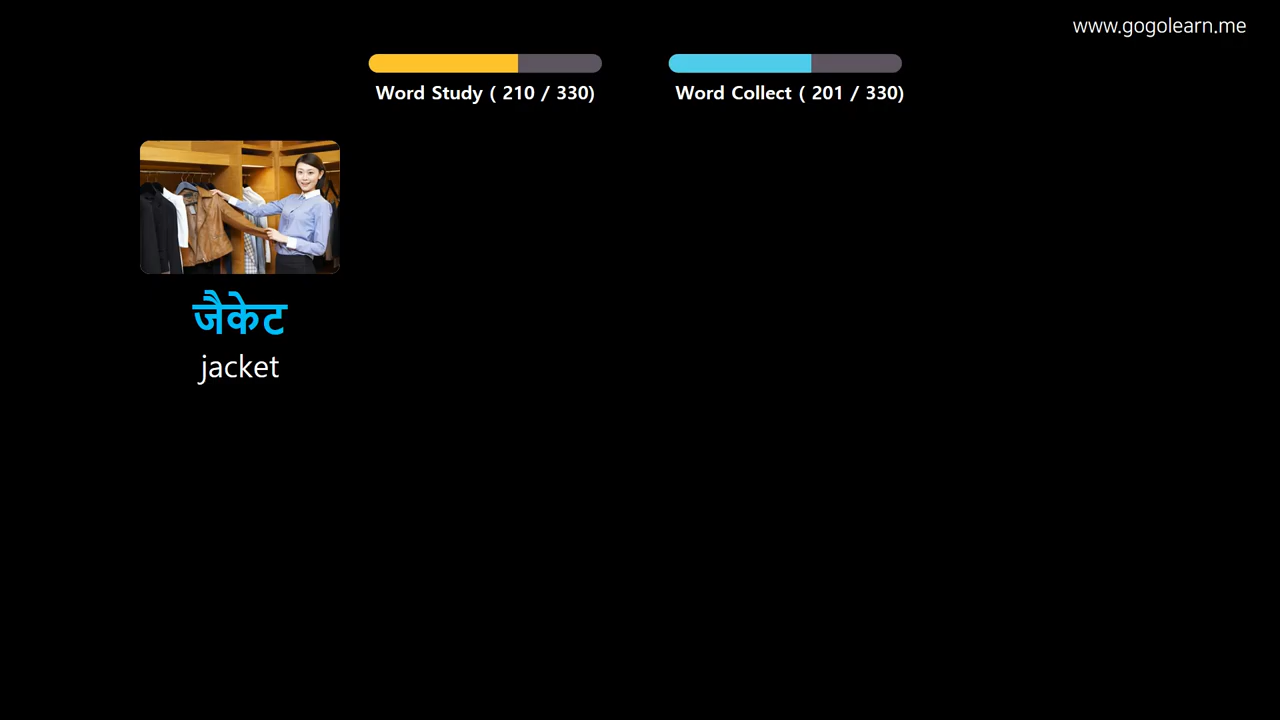 www.gogolearn.me
Word Study ( 210 / 330)
Word Collect ( 201 / 330)
जैकेट
jacket